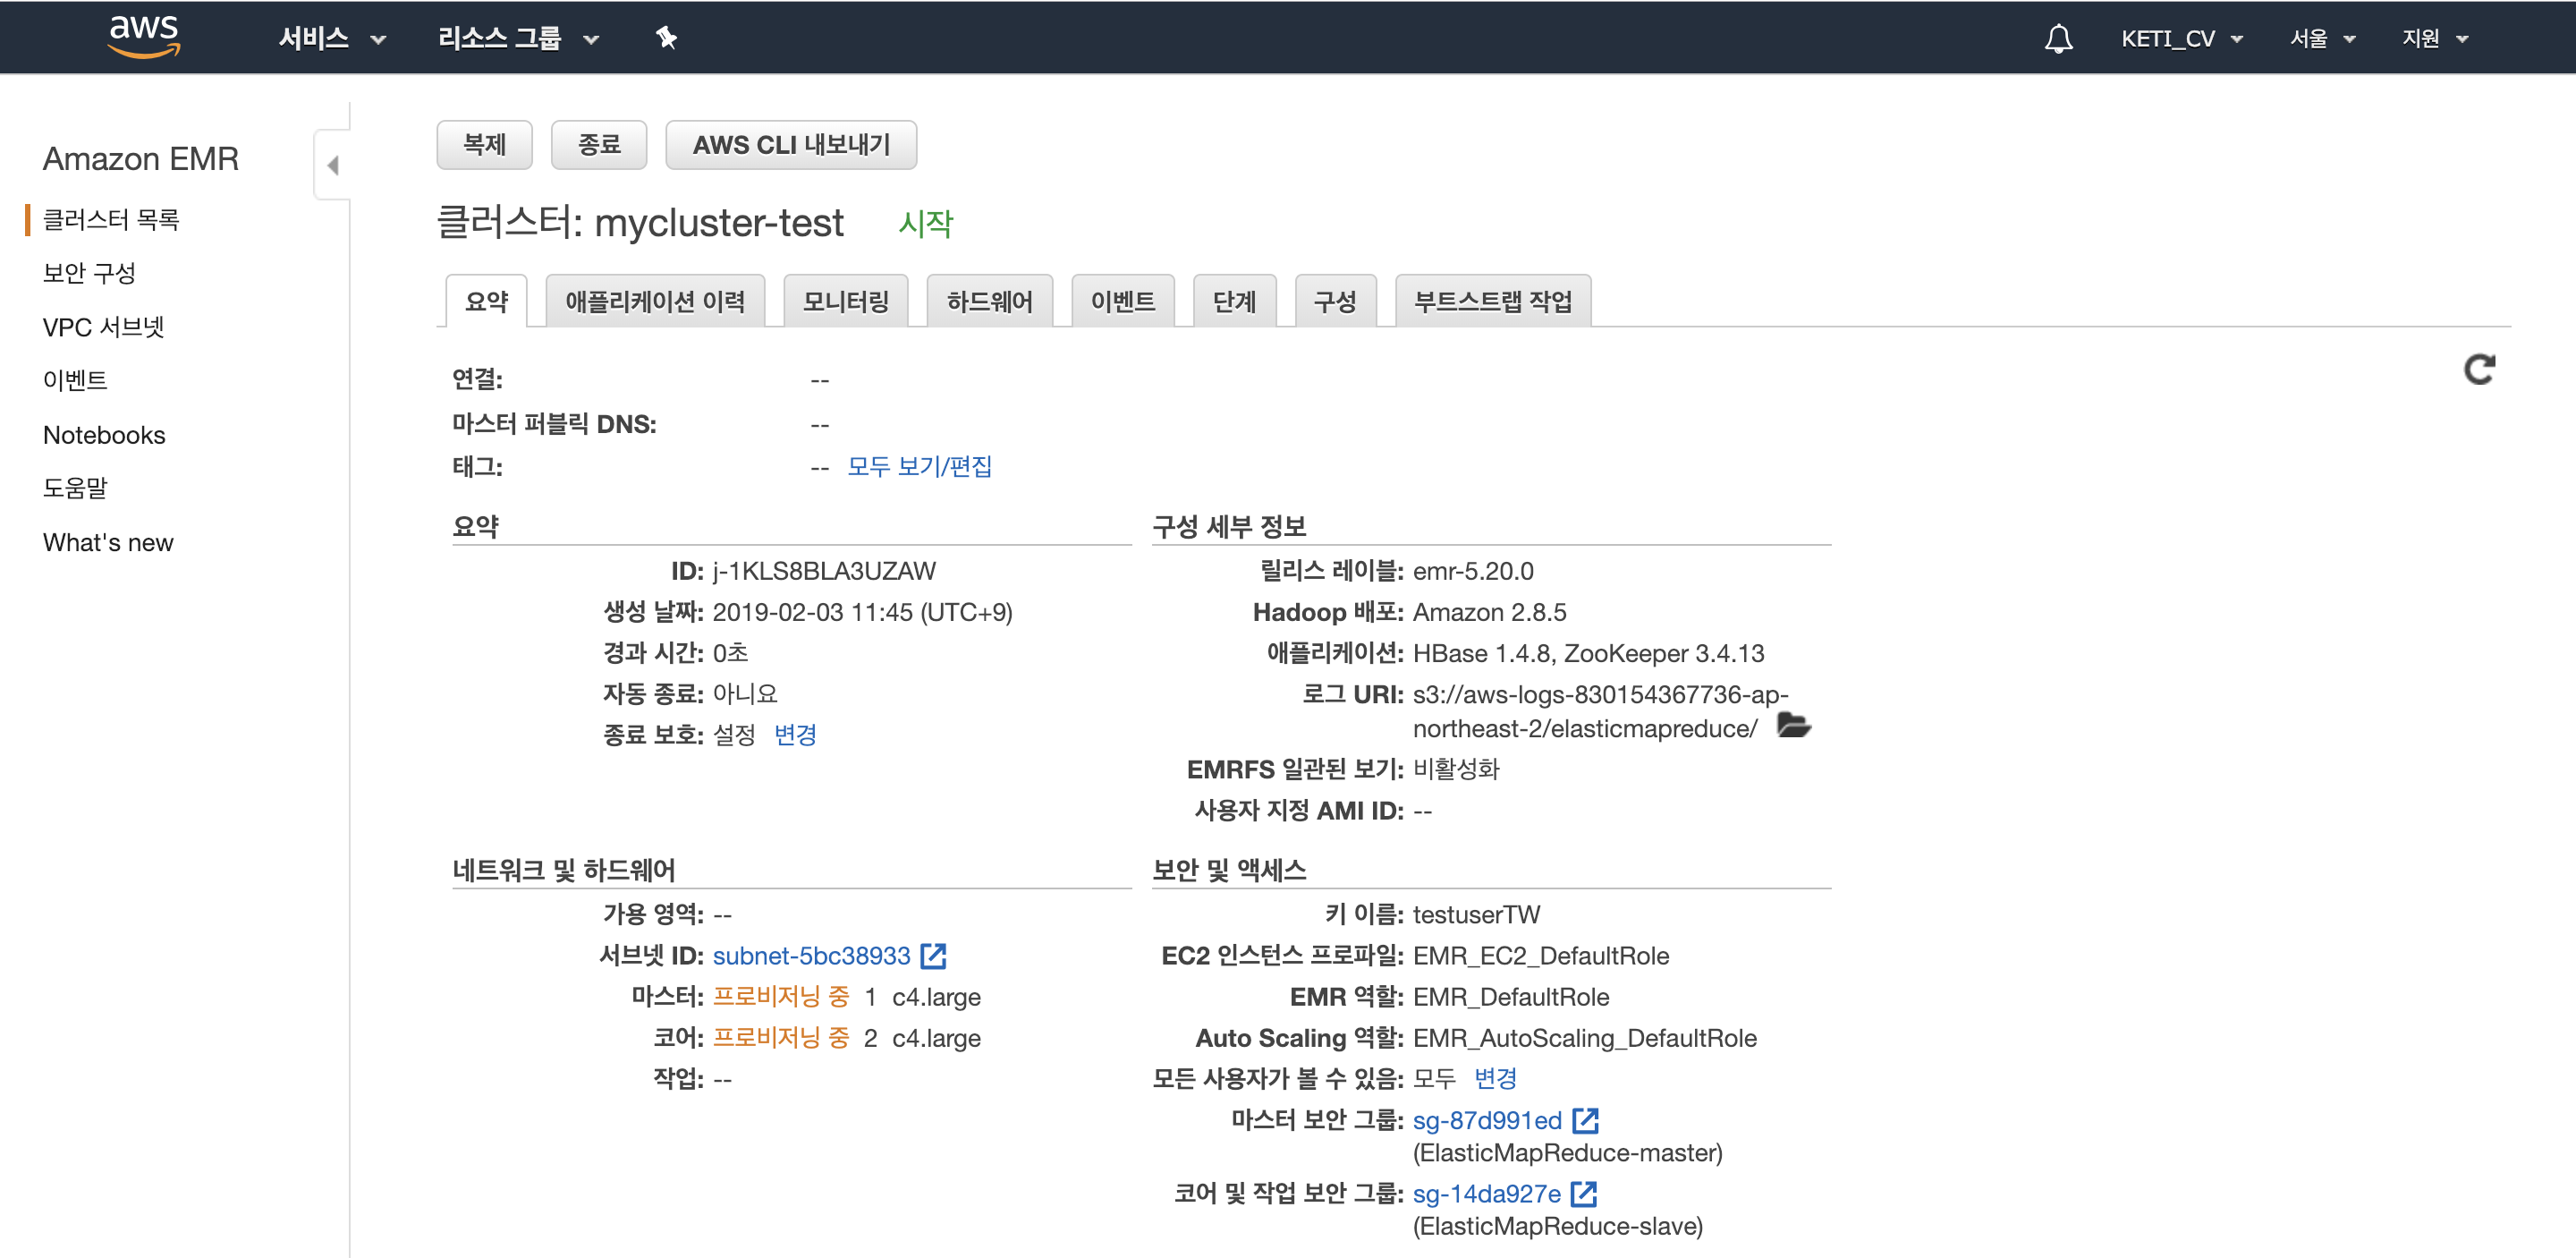 aws 서비스 리소스 그룹 KETI_CV 서울 지원
Amazon EMR
클러스터 목록
보안 구성
VPC 서브넷
이벤트
Notebooks
도움말
What's new
복제 종료 AWS CLI 내보내기
클러스터: mycluster-test 시작
요약 애플리케이션 이력 모니터링 하드웨어 이벤트 단계 구성 부트스트랩 작업
연결: --
마스터 퍼블릭 DNS: --
태그: -- 모두 보기/편집
요약
ID: j-1KLS8BLA3UZAW
생성 날짜: 2019-02-03 11:45 (UTC+9)
경과 시간: 0초
자동 종료: 아니요
종료 보호: 설정 변경
구성 세부 정보
릴리스 레이블: emr-5.20.0
Hadoop 배포: Amazon 2.8.5
애플리케이션: HBase 1.4.8, ZooKeeper 3.4.13
로그 URI: s3://aws-logs-830154367736-ap-
northeast-2/elasticmapreduce/
EMRFS 일관된 보기: 비활성화
사용자 지정 AMI ID: --
네트워크 및 하드웨어
가용 영역: --
서브넷 ID: subnet-5bc38933
마스터: 프로비저닝 중 1 c4.large
코어: 프로비저닝 중 2 c4.large
작업: --
보안 및 액세스
키 이름: testuserTW
EC2 인스턴스 프로파일: EMR_EC2_DefaultRole
EMR 역할: EMR_DefaultRole
Auto Scaling 역할: EMR_AutoScaling_DefaultRole
모든 사용자가 볼 수 있음: 모두 변경
마스터 보안 그룹: sg-87d991ed
(ElasticMapReduce-master)
코어 및 작업 보안 그룹: sg-14da927e
(ElasticMapReduce-slave)